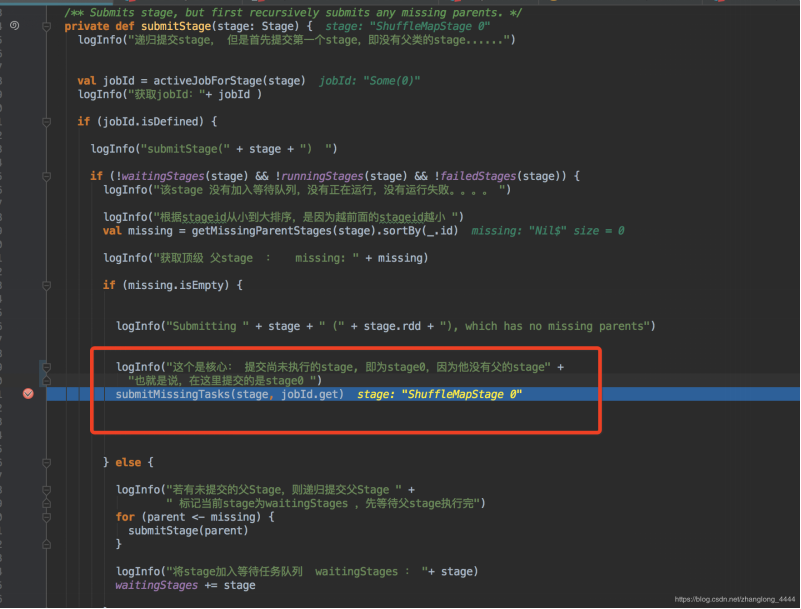 /** Submits stage, but first recursively submits any missing parents. */
private def submitStage(stage: Stage) {  stage: "ShuffleMapStage 0"
logInfo("递归提交stage， 但是首先提交第一个stage，即没有父类的stage......")
val jobId = activeJobForStage(stage)  jobId: "Some(0)"
logInfo("获取jobId："+ jobId )
if (jobId.isDefined) {
logInfo("submitStage(" + stage + ")  ")
if (!waitingStages(stage) && !runningStages(stage) && !failedStages(stage)) {
logInfo("该stage 没有加入等待队列，没有正在运行，没有运行失败。。。。 ")
logInfo("根据stageid从小到大排序，是因为越前面的stageid越小 ")
val missing = getMissingParentStages(stage).sortBy(_.id)  missing: "Nil$" size = 0
logInfo("获取顶级 父stage ：   missing: " + missing)
if (missing.isEmpty) {
logInfo("Submitting " + stage + " (" + stage.rdd + "), which has no missing parents")
logInfo("这个是核心： 提交尚未执行的stage, 即为stage0，因为他没有父的stage" +
"也就是说，在这里提交的是stage0 ")
submitMissingTasks(stage, jobId.get)  stage: "ShuffleMapStage 0"
} else {
logInfo("若有未提交的父Stage，则递归提交父Stage " +
" 标记当前stage为waitingStages ，先等待父stage执行完")
for (parent <- missing) {
submitStage(parent)
}
logInfo("将stage加入等待任务队列  waitingStages ： "+ stage)
waitingStages += stage
https://blog.csdn.net/zhanglong_4444